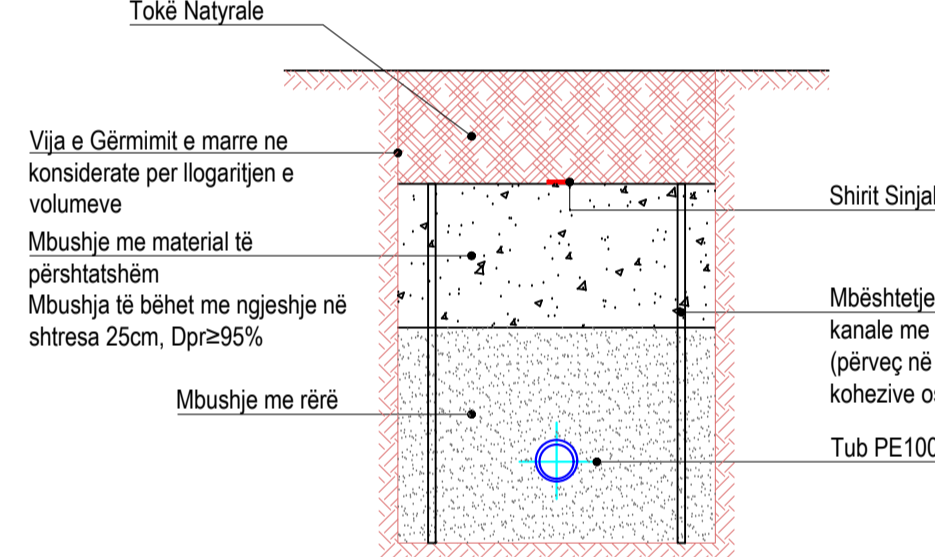 Tokë Natyrale
Vija e Gërmimit e marre ne
konsiderate per llogaritjen e
volumeve
Mbushje me material të
përshtatshëm
Mbushja të bëhet me ngjeshje në
shtresa 25cm, Dpr≥95%
Mbushje me rërë
Shirit Sinjal
Mbështetje
kanale me
(përveç në
kohezive os
Tub PE100